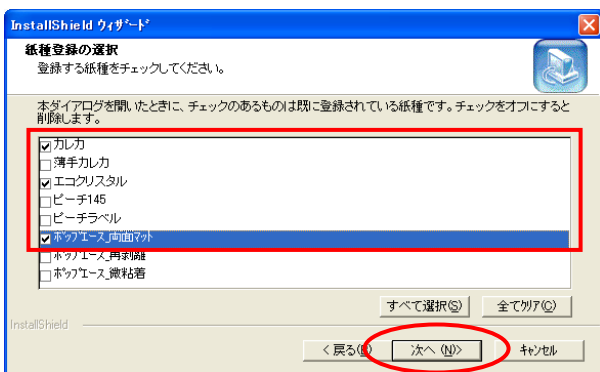 InstallShield ウィザード
紙種登録の選択
登録する紙種をチェックしてください。
本ダイアログを開いたときに、チェックのあるものは既に登録されている紙種です。チェックをオフにすると
削除します。
カレカ
薄手カレカ
エコクリスタル
ピーチ145
ピーチラベル
ポップエース_両面マット
ポップエース_再剥離
ポップエース_微粘着
すべて選択(S)
全てクリア(C)
InstallShield
< 戻る(B)
次へ (N)>
キャンセル